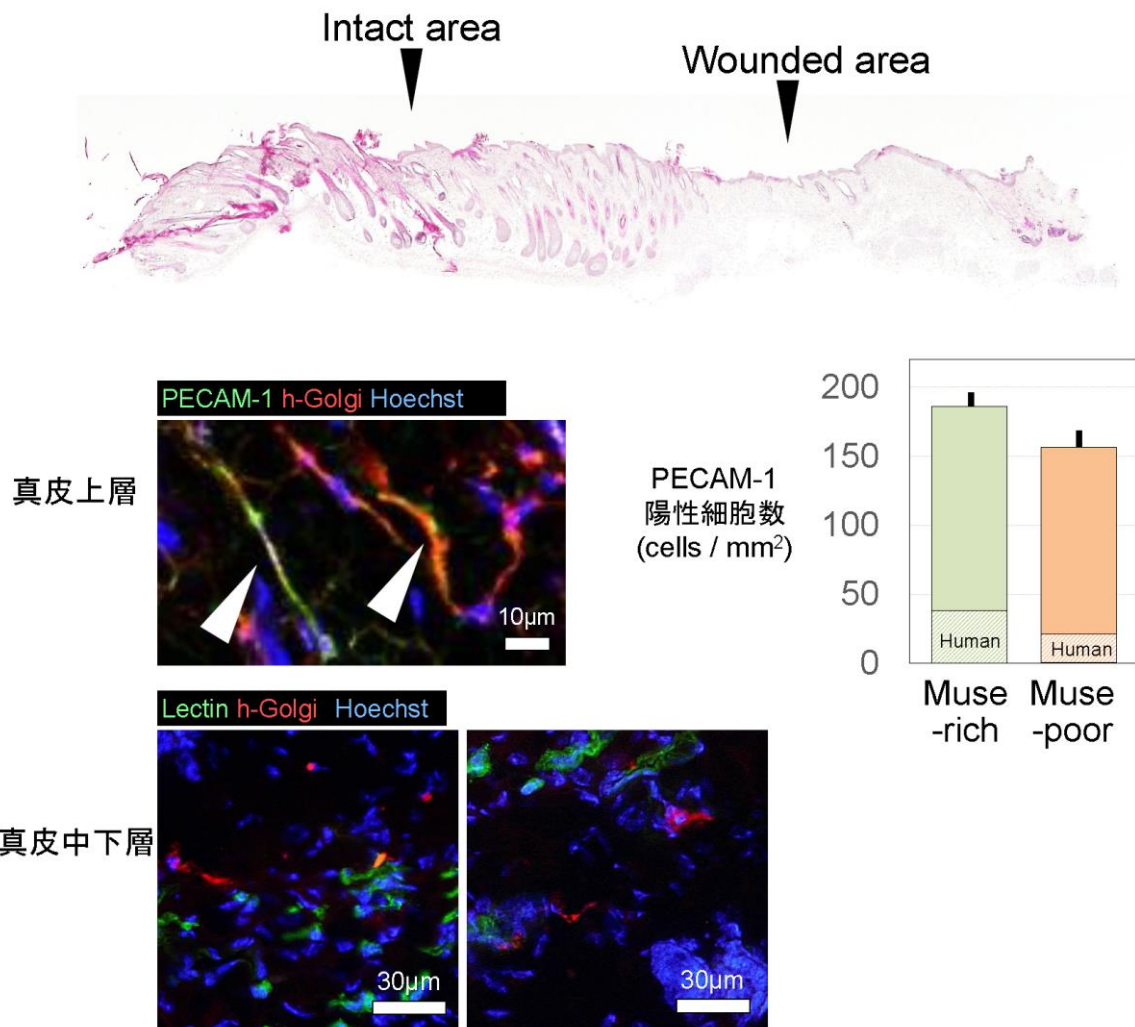 Intact area
Wounded area
PECAM-1 h-Golgi Hoechst
真皮上層
10μm
PECAM-1
陽性細胞数
(cells / mm²)
200
150
100
50
0
Human
Human
Muse
-rich
Muse
-poor
Lectin h-Golgi Hoechst
真皮中下層
30μm
30μm